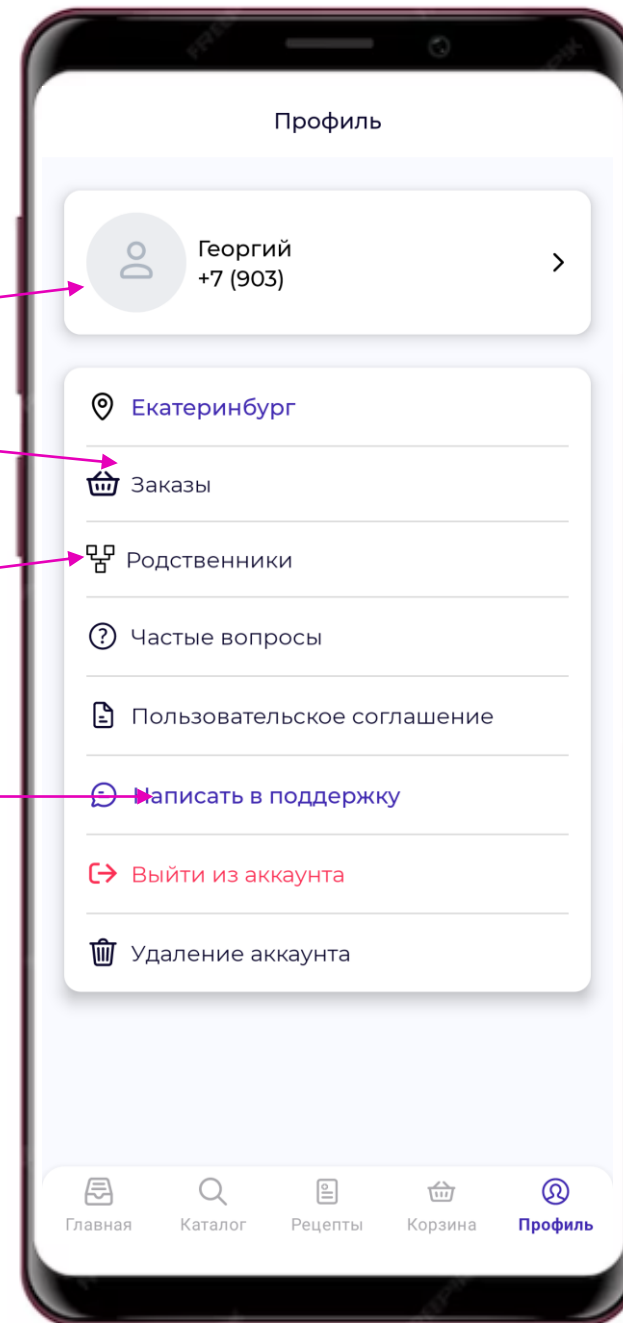 Профиль
Георгий
+7 (903)
Екатеринбург
Заказы
Родственники
Частые вопросы
Пользовательское соглашение
Написать в поддержку
Выйти из аккаунта
Удаление аккаунта
Главная
Каталог
Рецепты
Корзина
Профиль